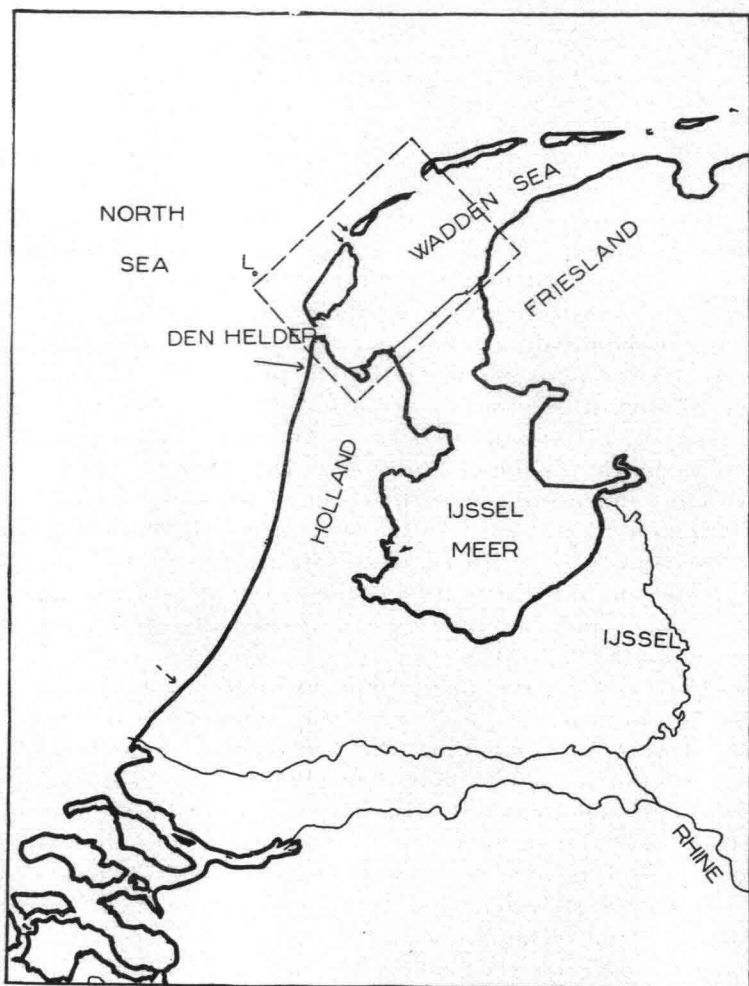 NORTH
SEA
WADDEN SEA
FRIESLAND
L.
DEN HELDER
HOLLAND
IJSSEL
MEER
IJSSEL
RHINE